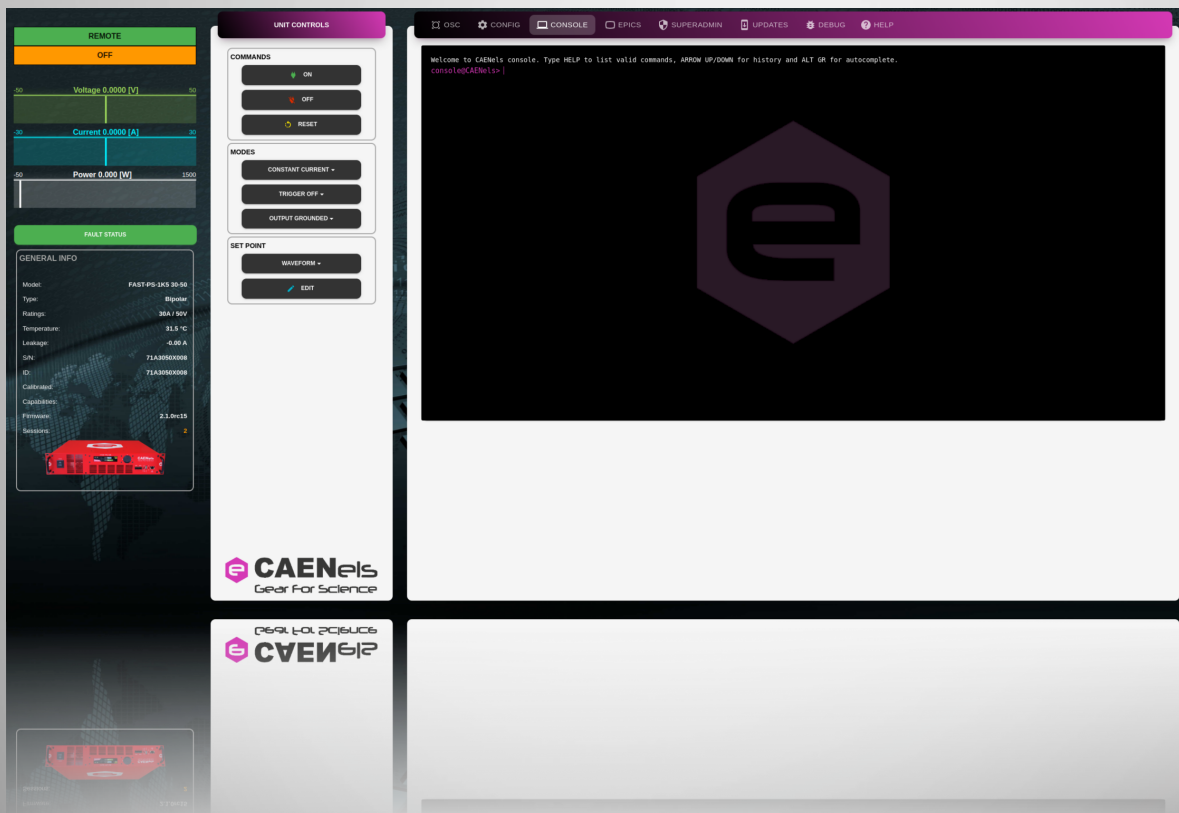 REMOTE
OFF
-50 Voltage 0.0000 [V] 50
-30 Current 0.0000 [A] 30
-50 Power 0.000 [W] 1500
FAULT STATUS
GENERAL INFO
Model: FAST-PS-1K5 30-50
Type: Bipolar
Ratings: 30A / 50V
Temperature: 31.5 °C
Leakage: -0.00 A
S/N: 71A3050X008
ID: 71A3050X008
Calibrated:
Capabilities:
Firmware: 2.1.0rc15
Sessions: 2
UNIT CONTROLS
COMMANDS
ON
OFF
RESET
MODES
CONSTANT CURRENT
TRIGGER OFF
OUTPUT GROUNDED
SET POINT
WAVEFORM
EDIT
e CAENels
Gear For Science
OSC CONFIG CONSOLE EPICS SUPERADMIN UPDATES DEBUG HELP
Welcome to CAENels console. Type HELP to list valid commands, ARROW UP/DOWN for history and ALT GR for autocomplete.
console@CAENels>
e